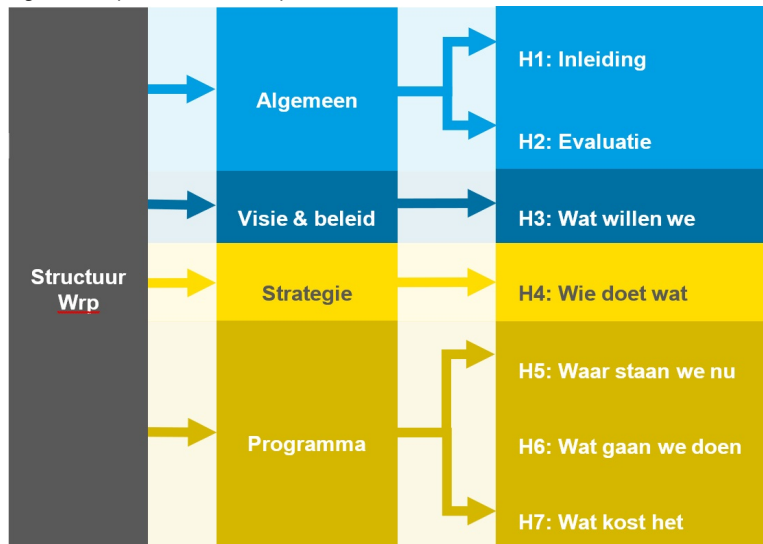 Structuur
Wrp
Algemeen
H1: Inleiding
H2: Evaluatie
Visie & beleid
H3: Wat willen we
Strategie
H4: Wie doet wat
Programma
H5: Waar staan we nu
H6: Wat gaan we doen
H7: Wat kost het